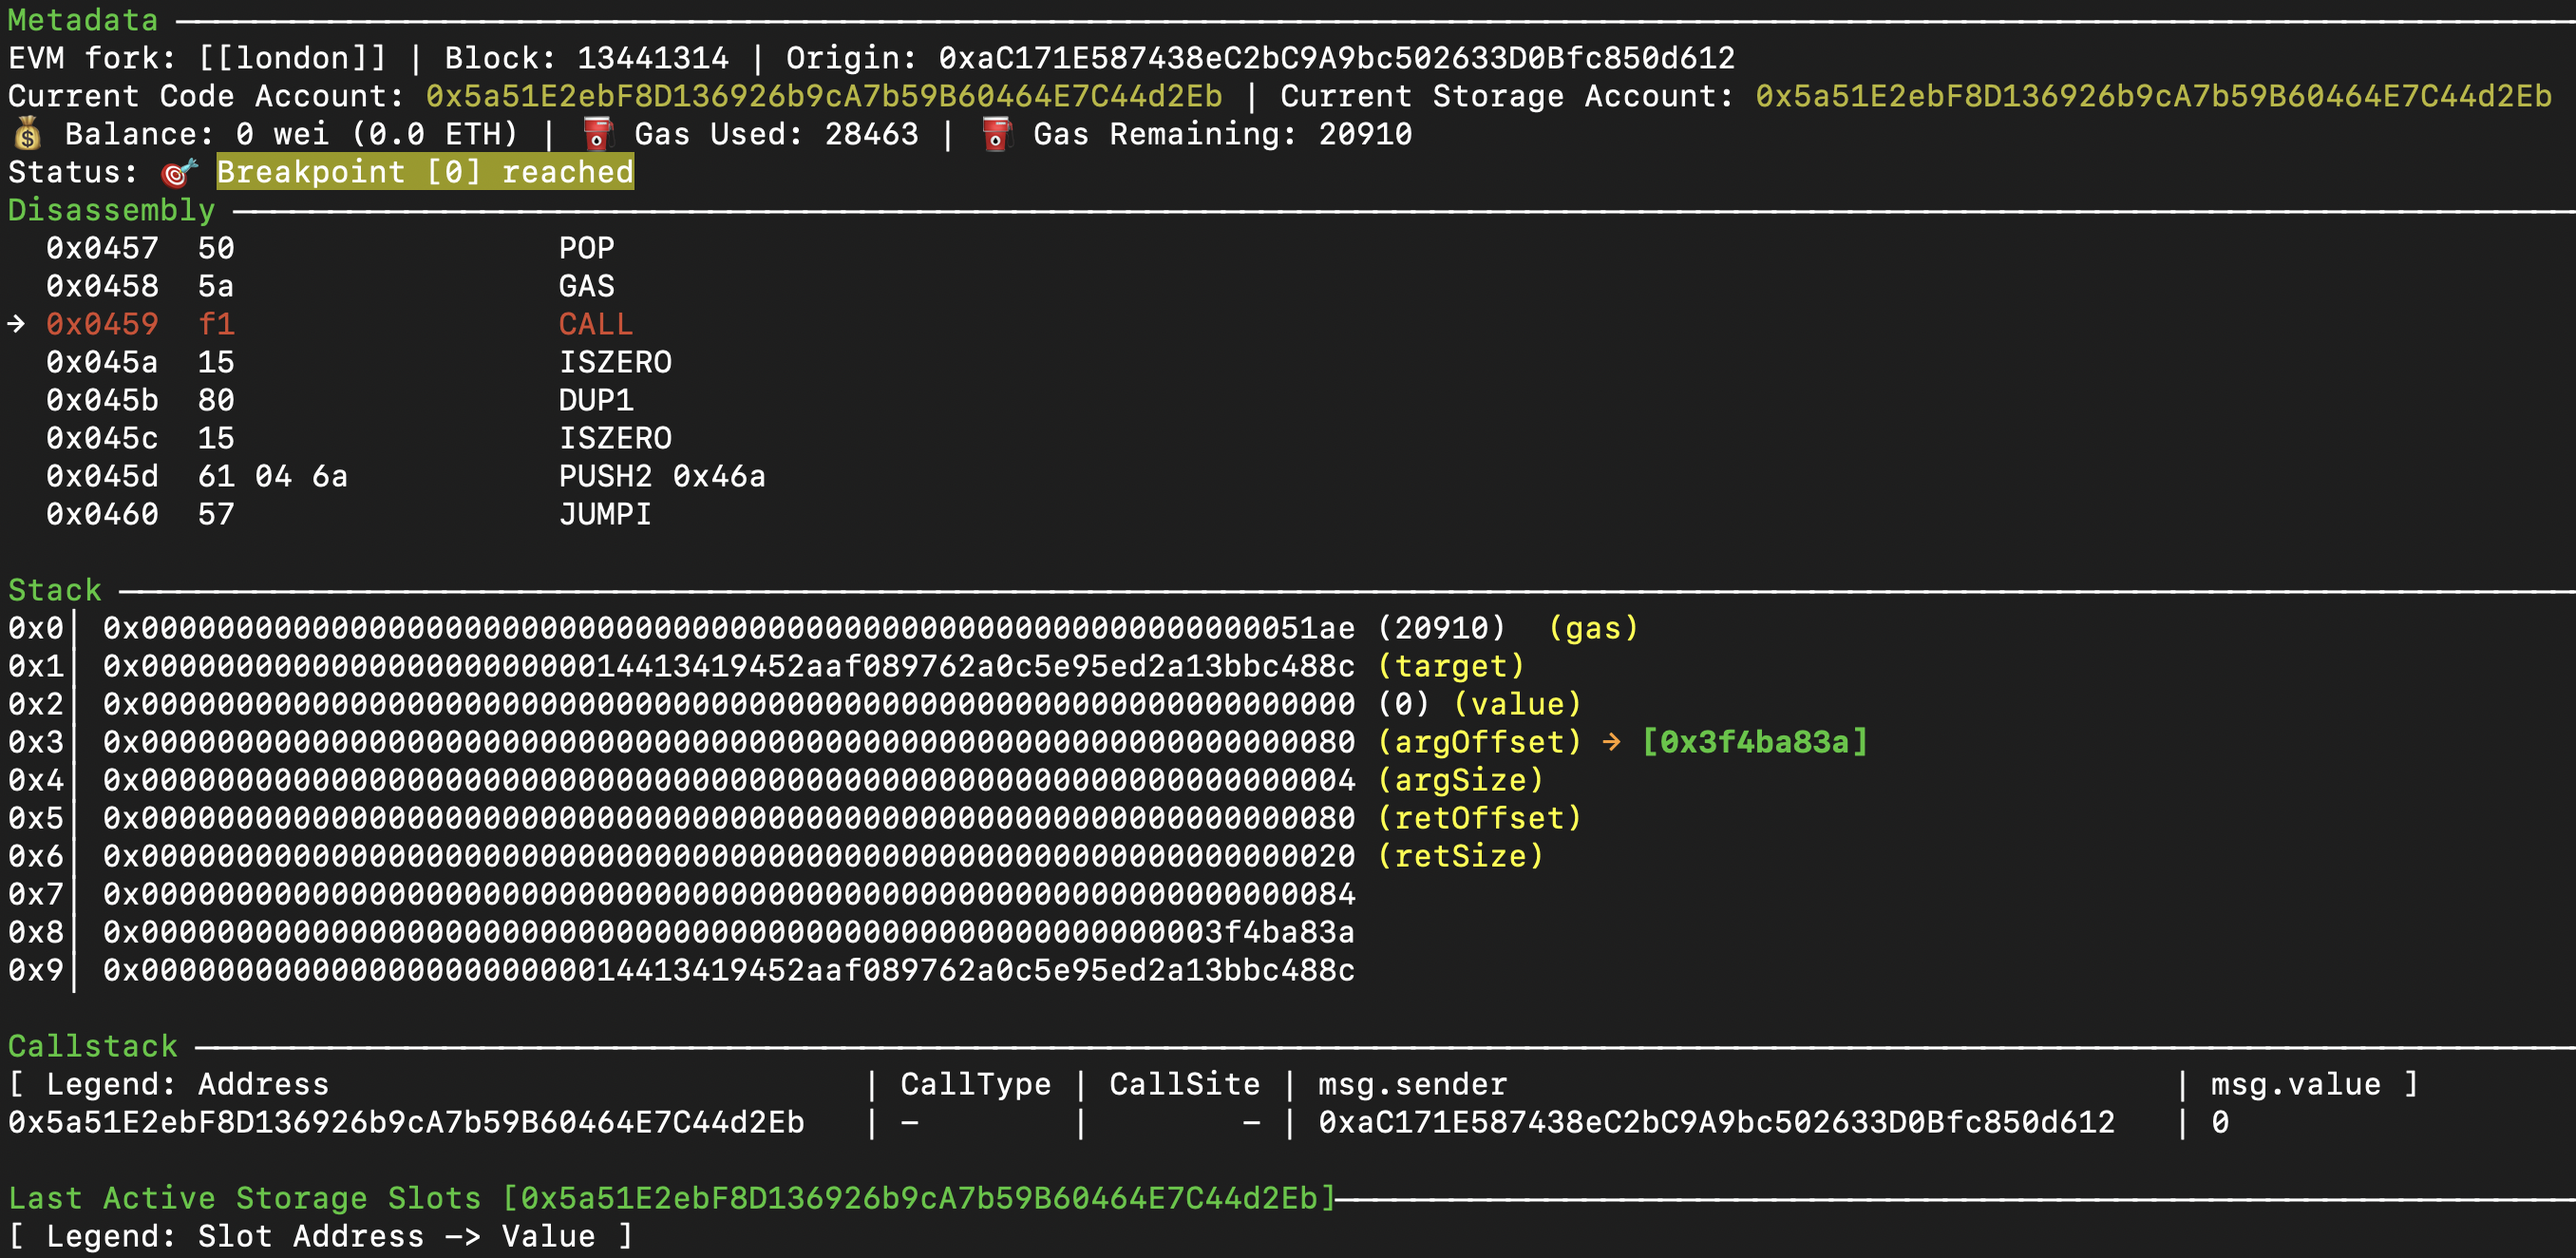 Metadata
EVM fork: [[london]] | Block: 13441314 | Origin: 0xaC171E587438eC2bC9A9bc502633D0Bfc850d612
Current Code Account: 0x5a51E2ebF8D136926b9cA7b59B60464E7C44d2Eb | Current Storage Account: 0x5a51E2ebF8D136926b9cA7b59B60464E7C44d2Eb
💰 Balance: 0 wei (0.0 ETH) | ⛽ Gas Used: 28463 | ⛽ Gas Remaining: 20910
Status: 🎯 Breakpoint [0] reached
Disassembly
0x0457 50 POP
0x0458 5a GAS
→ 0x0459 f1 CALL
0x045a 15 ISZERO
0x045b 80 DUP1
0x045c 15 ISZERO
0x045d 61 04 6a PUSH2 0x46a
0x0460 57 JUMPI
Stack
0x0| 0x00000000000000000000000000000000000000000000000000000000000051ae (20910) (gas)
0x1| 0x00000000000000000000000014413419452aaf089762a0c5e95ed2a13bbc488c (target)
0x2| 0x0000000000000000000000000000000000000000000000000000000000000000 (0) (value)
0x3| 0x0000000000000000000000000000000000000000000000000000000000000080 (argOffset) → [0x3f4ba83a]
0x4| 0x0000000000000000000000000000000000000000000000000000000000000004 (argSize)
0x5| 0x0000000000000000000000000000000000000000000000000000000000000080 (retOffset)
0x6| 0x0000000000000000000000000000000000000000000000000000000000000020 (retSize)
0x7| 0x0000000000000000000000000000000000000000000000000000000000000084
0x8| 0x000000000000000000000000000000000000000000000000000000003f4ba83a
0x9| 0x00000000000000000000000014413419452aaf089762a0c5e95ed2a13bbc488c
Callstack
[ Legend: Address | CallType | CallSite | msg.sender | msg.value ]
0x5a51E2ebF8D136926b9cA7b59B60464E7C44d2Eb | – | – | 0xaC171E587438eC2bC9A9bc502633D0Bfc850d612 | 0
Last Active Storage Slots [0x5a51E2ebF8D136926b9cA7b59B60464E7C44d2Eb]
[ Legend: Slot Address –> Value ]